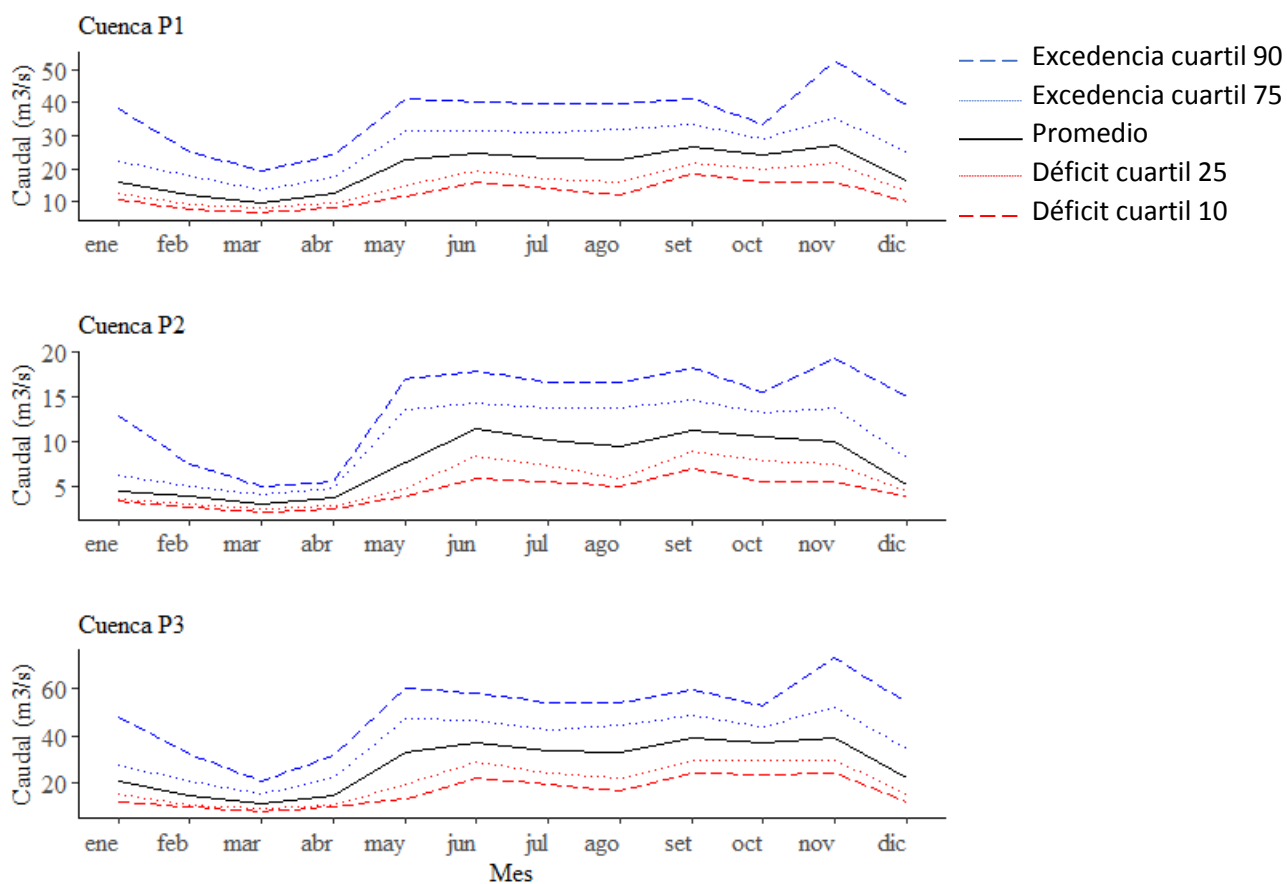 Cuenca P1
Caudal (m3/s)
50
40
30
20
10
ene feb mar abr may jun jul ago set oct nov dic
Excedencia cuartil 90
Excedencia cuartil 75
Promedio
Déficit cuartil 25
Déficit cuartil 10
Cuenca P2
Caudal (m3/s)
20
15
10
5
ene feb mar abr may jun jul ago set oct nov dic
Cuenca P3
Caudal (m3/s)
60
40
20
ene feb mar abr may jun jul ago set oct nov dic
Mes